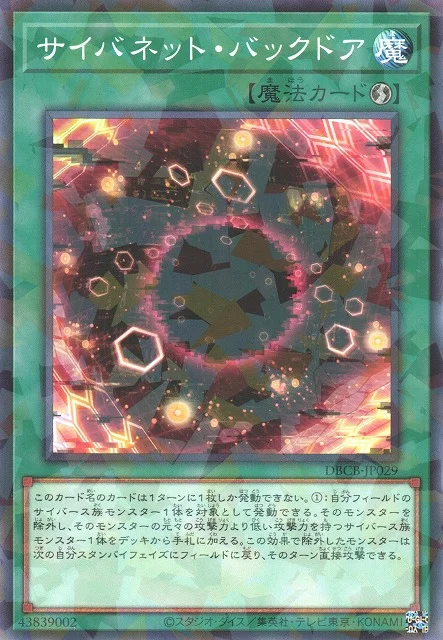 サイバネット・バックドア
魔
【魔法カード】
DBCB-JP029
このカード名のカードは1ターンに1枚しか発動できない。①:自分フィールドの
サイバース族モンスター1体を対象として発動できる。そのモンスターを
除外し、そのモンスターの元々の攻撃力より低い攻撃力を持つサイバース族
モンスター1体をデッキから手札に加える。この効果で除外したモンスターは
次の自分スタンバイフェイズにフィールドに戻り、そのターン直接攻撃できる。
43839002
©スタジオ・ダイス/集英社・テレビ東京・KONAMI